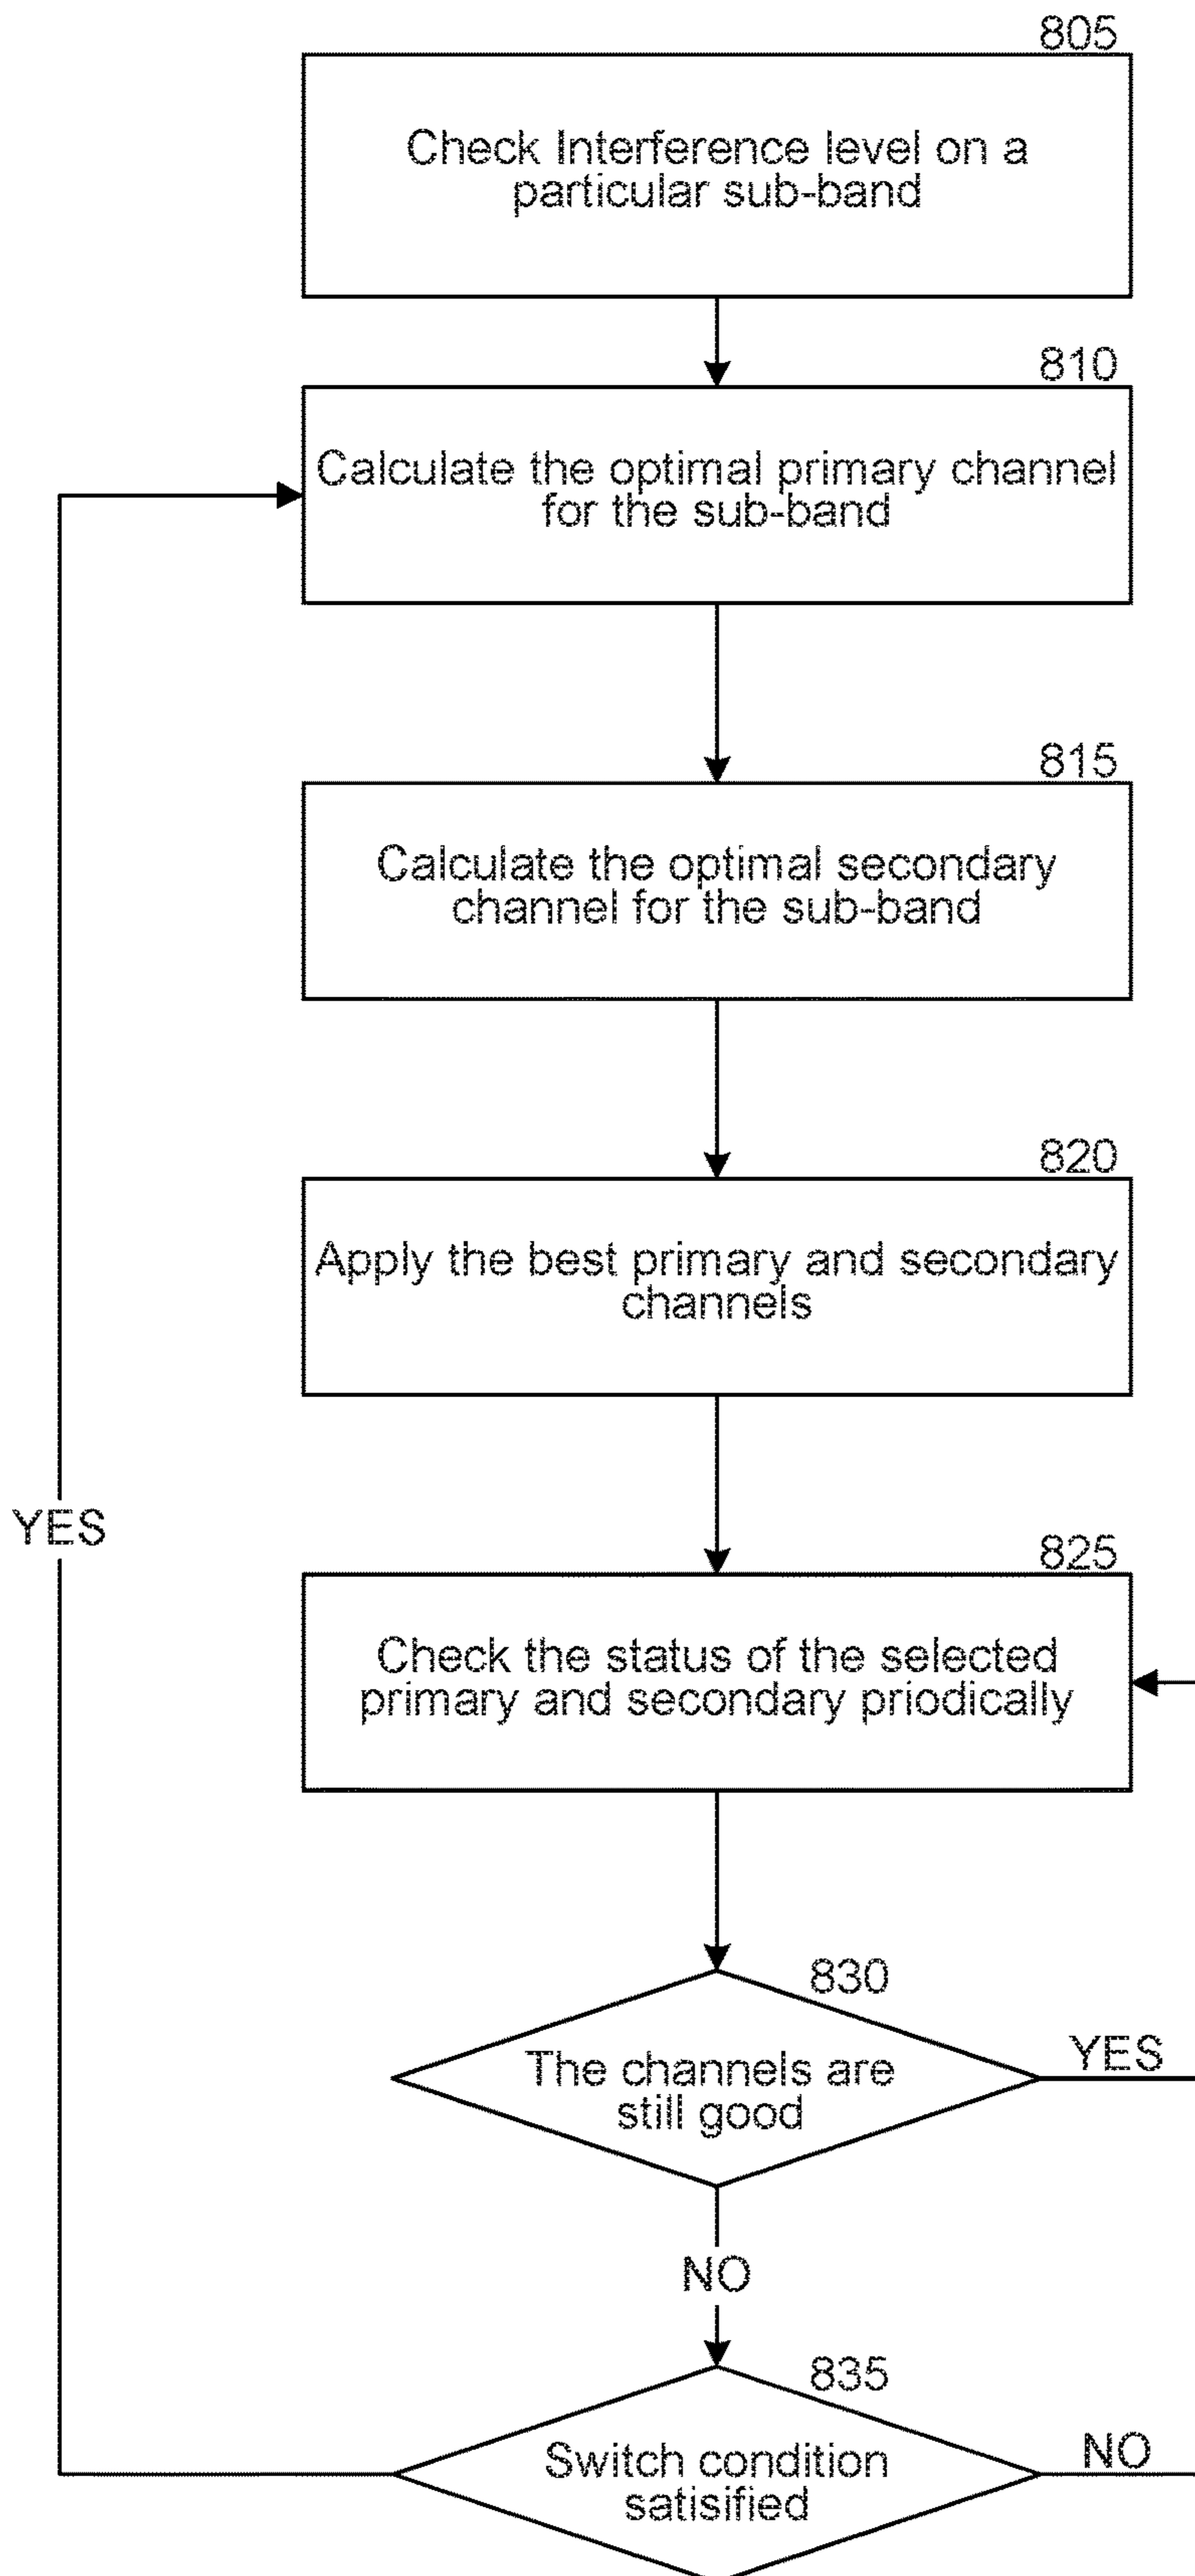 805
Check Interference level on a
particular sub-band
810
Calculate the optimal primary channel
for the sub-band
815
Calculate the optimal secondary
channel for the sub-band
820
Apply the best primary and secondary
channels
YES
825
Check the status of the selected
primary and secondary priodically
830
The channels are
still good
YES
NO
835
Switch condition
satisified
NO